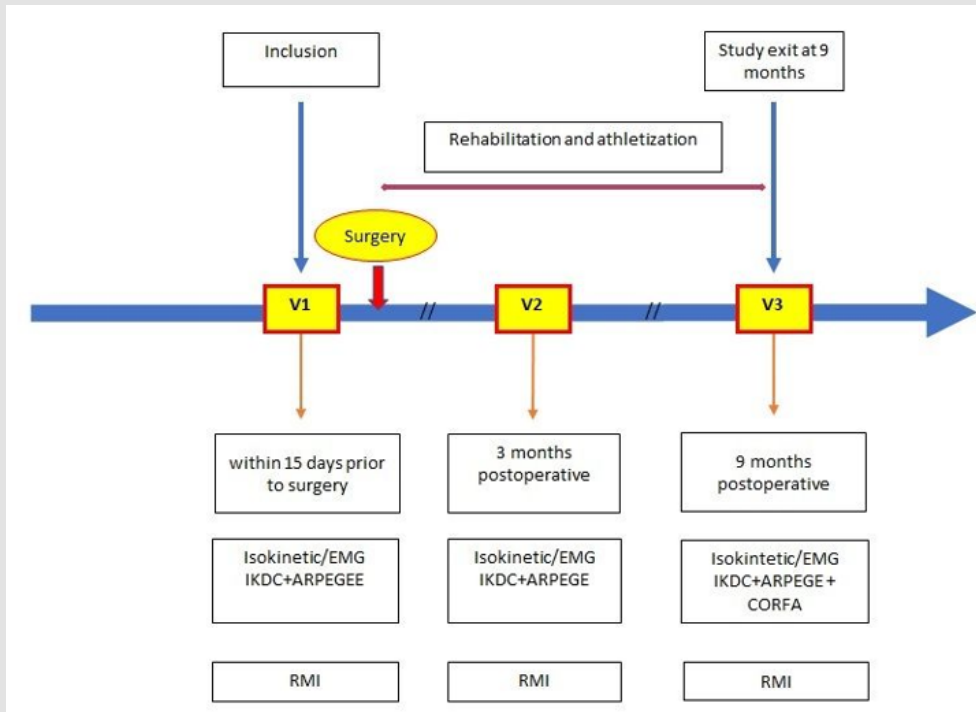 Inclusion
Study exit at 9
months
Rehabilitation and athletization
Surgery
V1
//
V2
//
V3
within 15 days prior
to surgery
3 months
postoperative
9 months
postoperative
Isokinetic/EMG
IKDC+ARPEGEE
Isokinetic/EMG
IKDC+ARPEGE
Isokintetic/EMG
IKDC+ARPEGE +
CORFA
RMI
RMI
RMI